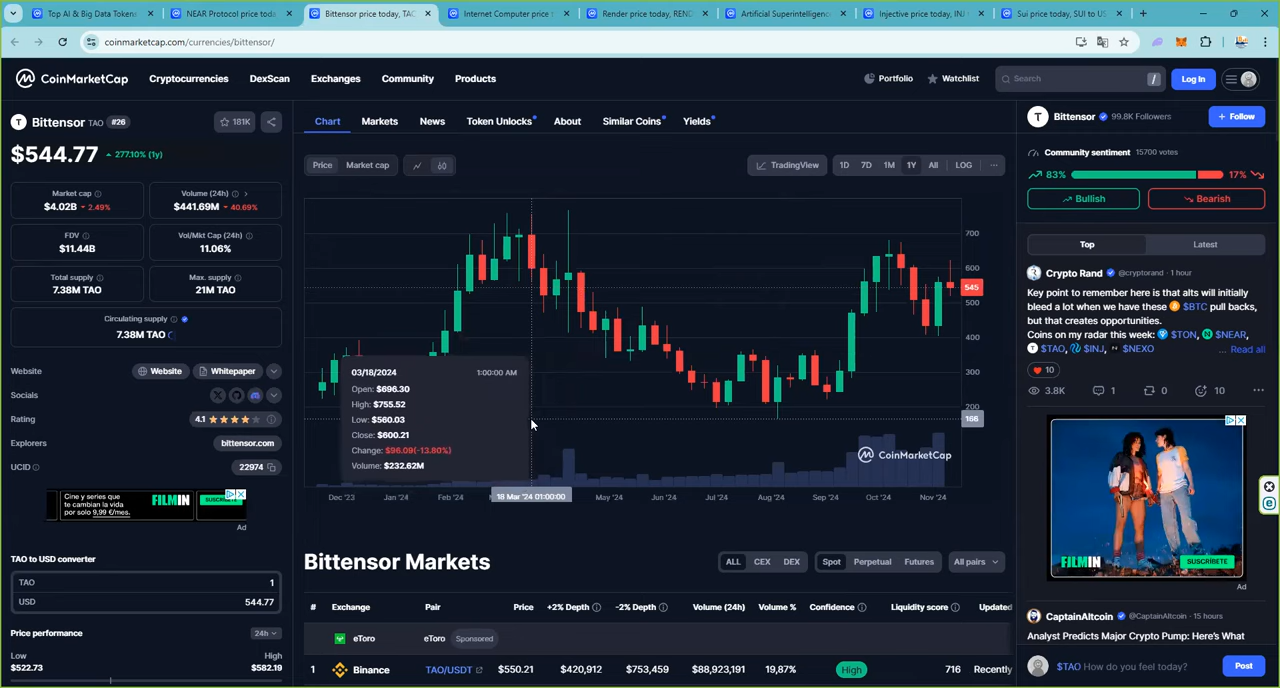 Top AI & Big Data Tokens
NEAR Protocol price toda
Bittensor price today, TAC
Internet Computer price
Render price today, REND
Artificial Superintelligence
Injective price today, INJ
Sui price today, SUI to US
coinmarketcap.com/currencies/bittensor/
CoinMarketCap
Cryptocurrencies
DexScan
Exchanges
Community
Products
Portfolio
Watchlist
Search
/
Log In
Bittensor TAO #26
181K
$544.77 277.10% (1y)
Market cap
$4.02B 2.49%
Volume (24h)
$441.69M 40.69%
FDV
$11.44B
Vol/Mkt Cap (24h)
11.06%
Total supply
7.38M TAO
Max. supply
21M TAO
Circulating supply
7.38M TAO
Website
Website
Whitepaper
Socials
Rating
4.1
Explorers
bittensor.com
UCID
22974
Cine y series que
te cambian la vida
por solo 9,99 €/mes.
FILMIN
SUSCRÍBETE
Ad
TAO to USD converter
TAO 1
USD 544.77
Price performance
24h
Low
$522.73
High
$582.19
Chart
Markets
News
Token Unlocks
About
Similar Coins
Yields
Price
Market cap
TradingView
1D
7D
1M
1Y
All
LOG
700
600
545
500
400
300
200
166
03/18/2024 1:00:00 AM
Open: $696.30
High: $755.52
Low: $560.03
Close: $600.21
Change: $96.09(-13.80%)
Volume: $232.62M
CoinMarketCap
Dec '23
Jan '24
Feb '24
18 Mar '24 01:00:00
May '24
Jun '24
Jul '24
Aug '24
Sep '24
Oct '24
Nov '24
Bittensor Markets
ALL
CEX
DEX
Spot
Perpetual
Futures
All pairs
# Exchange Pair Price +2% Depth -2% Depth Volume (24h) Volume % Confidence Liquidity score Updated
eToro eToro Sponsored
1 Binance TAO/USDT $550.21 $420,912 $753,459 $88,923,191 19,87% High 716 Recently
Bittensor 99.8K Followers
+ Follow
Community sentiment 15700 votes
83%
17%
Bullish
Bearish
Top
Latest
Crypto Rand @cryptorand · 1 hour
Key point to remember here is that alts will initially
bleed a lot when we have these $BTC pull backs,
but that creates opportunities.
Coins on my radar this week: $TON, $NEAR,
$TAO, $INJ, $NEXO
... Read all
10
3.8K
1
0
10
FILMIN
SUSCRÍBETE
Ad
CaptainAltcoin @CaptainAltcoin · 15 hours
Analyst Predicts Major Crypto Pump: Here's What
$TAO How do you feel today?
Post